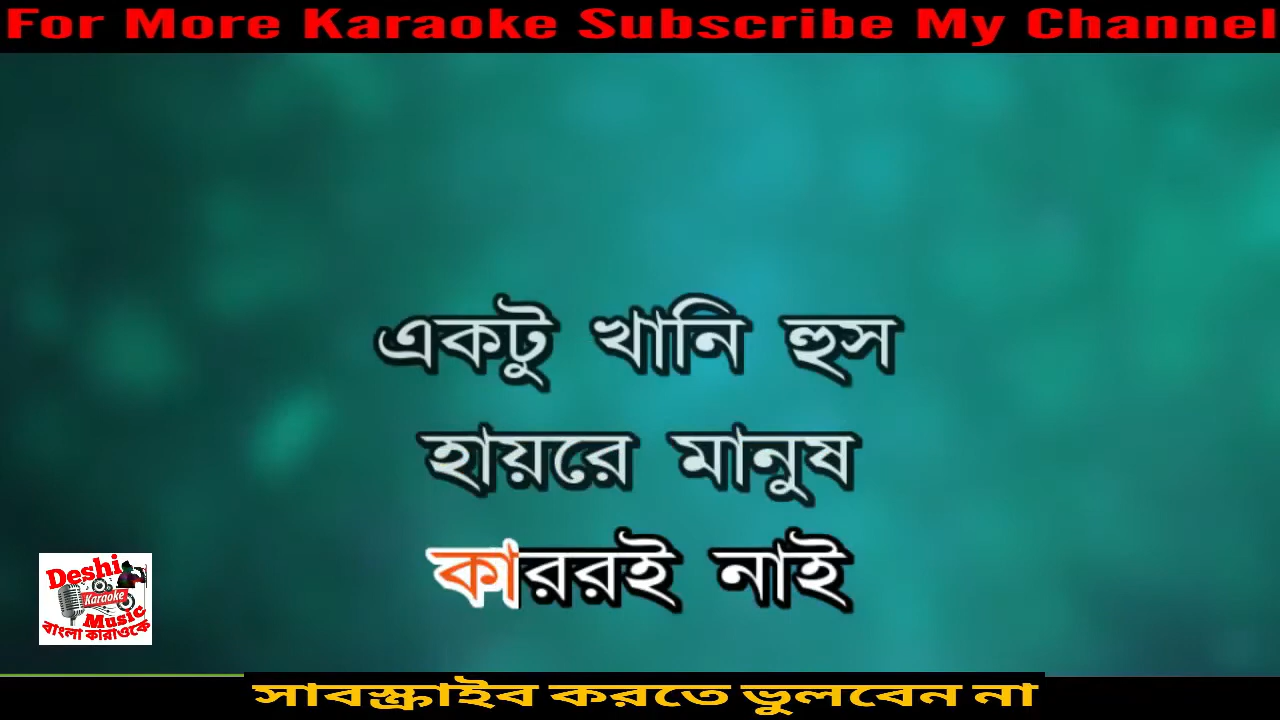 For More Karaoke Subscribe My Channel
একটু খানি হুস
হায়রে মানুষ
কাররই নাই
Deshi
Karaoke
Music
বাংলা কারাওকে
সাবস্ক্রাইব করতে ভুলবেন না